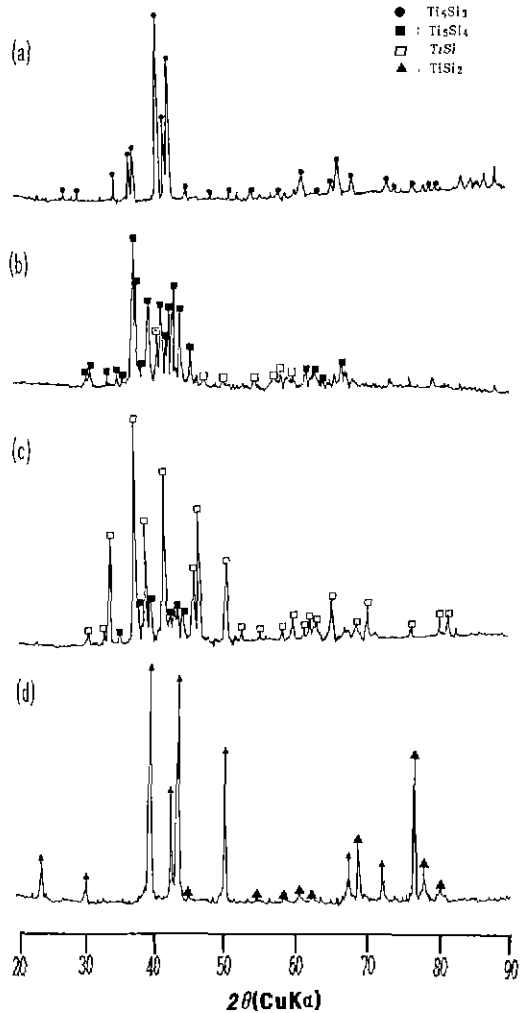 (a)
● Ti₅Si₃
■ : Ti₅Si₄
□ : TiSi
▲ . TiSi₂
(b)
(c)
(d)
20 30 40 50 60 70 80 90
2θ(CuKα)